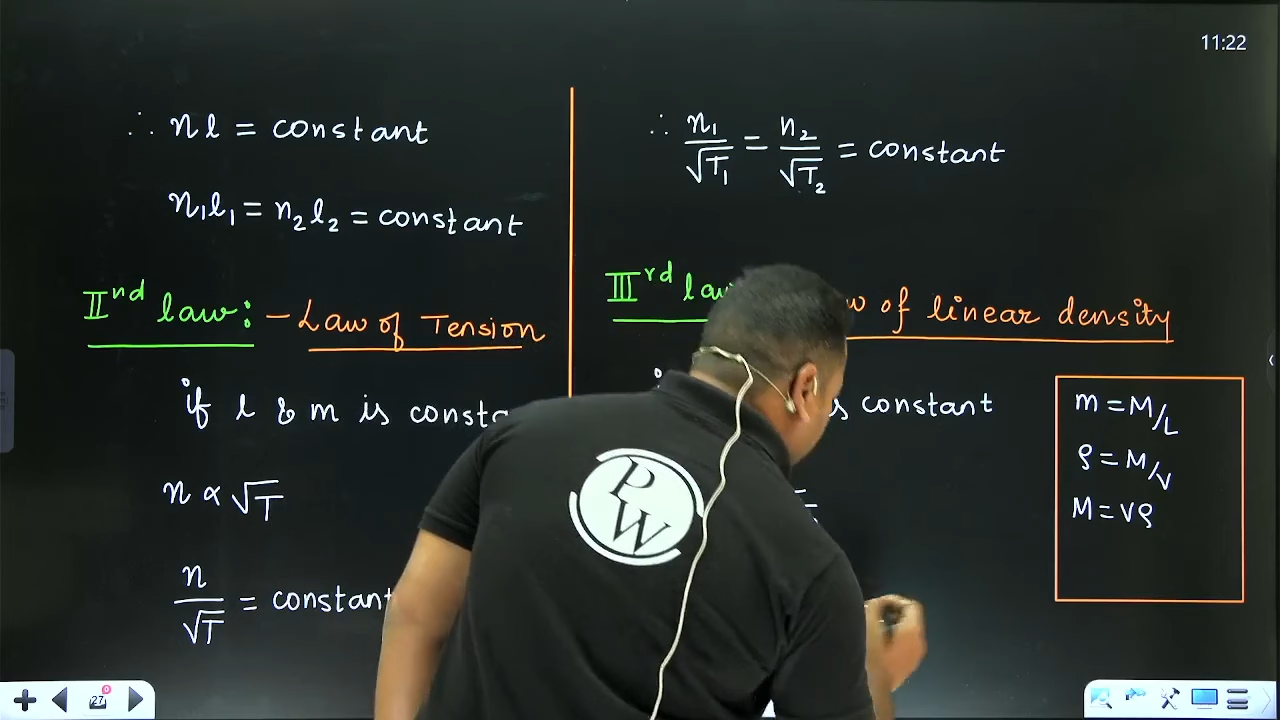 11:22
∴ nl = constant
n₁l₁ = n₂l₂ = constant
IInd law: - Law of Tension
if l & m is consta
n ∝ √T
n/√T = constant
∴ n₁/√T₁ = n₂/√T₂ = constant
IIIrd law of linear density
constant
m = M/L
ρ = M/V
M = Vρ
PW
27